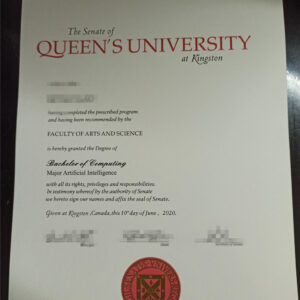 The Senate of
QUEEN'S UNIVERSITY
at Kingston
having completed the prescribed program
and having been recommended by the
FACULTY OF ARTS AND SCIENCE
is hereby granted the Degree of
Bachelor of Computing
Major Artificial Intelligence
with all its rights, privileges and responsibilities.
In testimony whereof by the authority of Senate
we hereto sign our names and affix the seal of Senate.
Given at Kingston ,Canada, this 10th day of June , 2020.